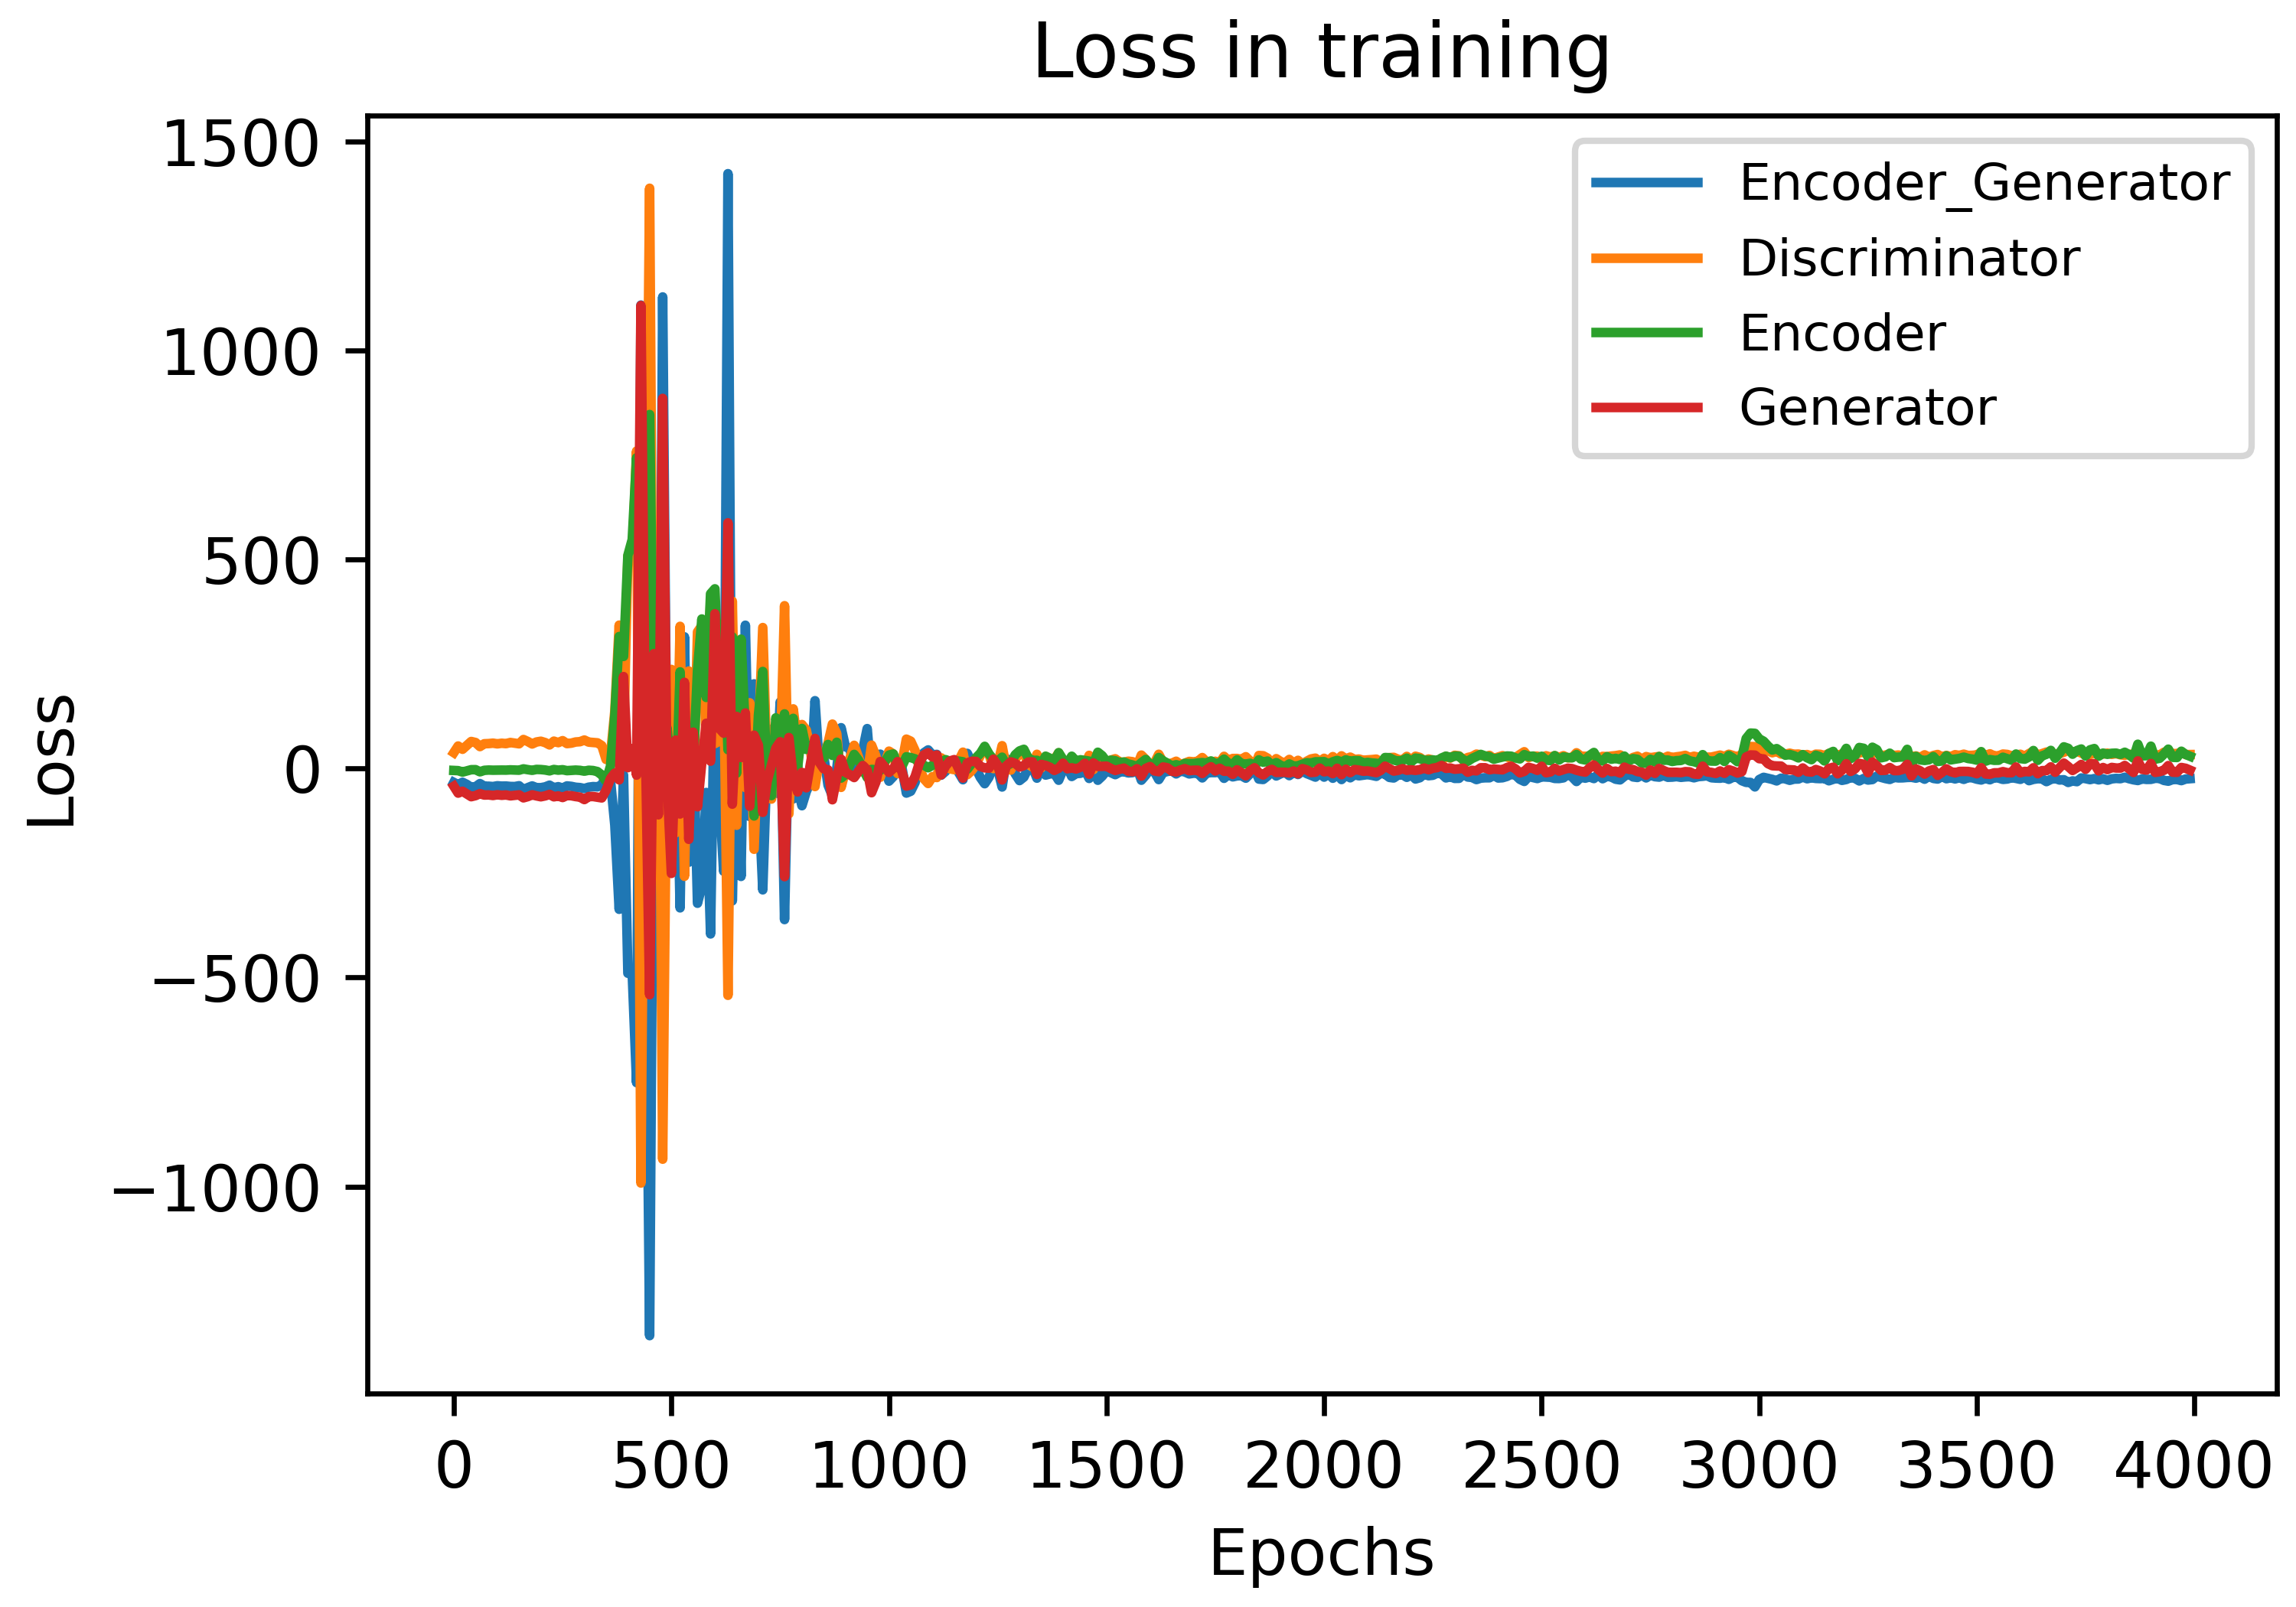 Loss in training
1500
1000
500
0
−500
−1000
Loss
Encoder_Generator
Discriminator
Encoder
Generator
0 500 1000 1500 2000 2500 3000 3500 4000
Epochs